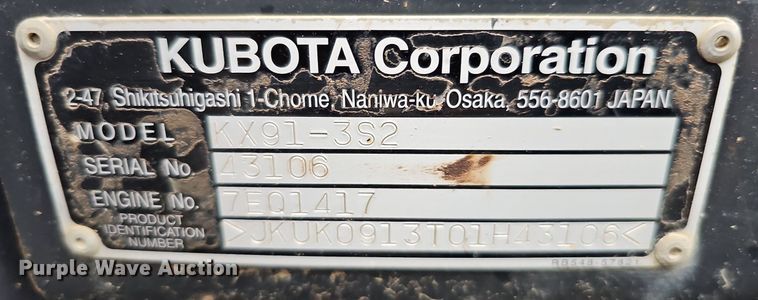 KUBOTA Corporation
2-47, Shikitsuhigashi 1-Chome, Naniwa-ku Osaka, 556-8601 JAPAN
MODEL KX91-3S2
SERIAL No. 43106
ENGINE No. 7EQ1417
PRODUCT IDENTIFICATION NUMBER >JKUK0913T01H43106<
Purple Wave Auction